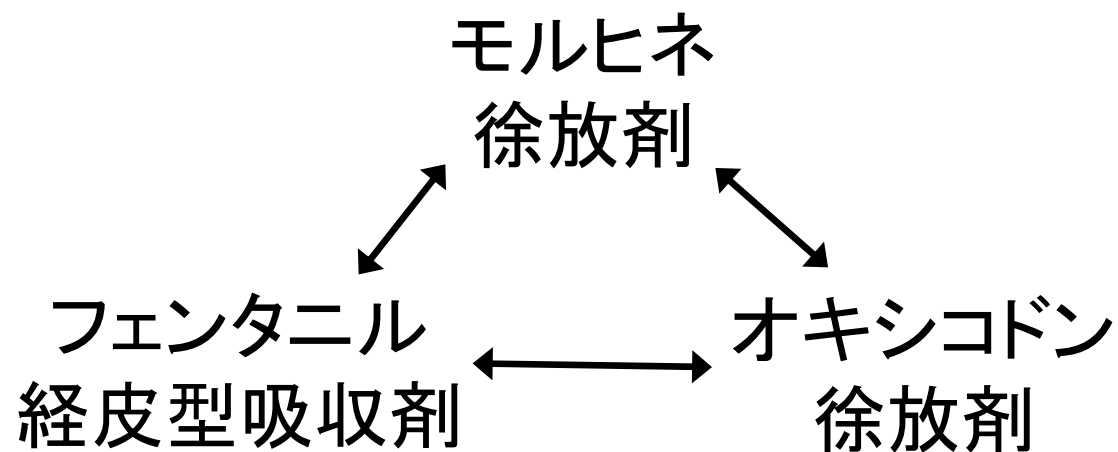 モルヒネ
徐放剤
フェンタニル
経皮型吸収剤
オキシコドン
徐放剤